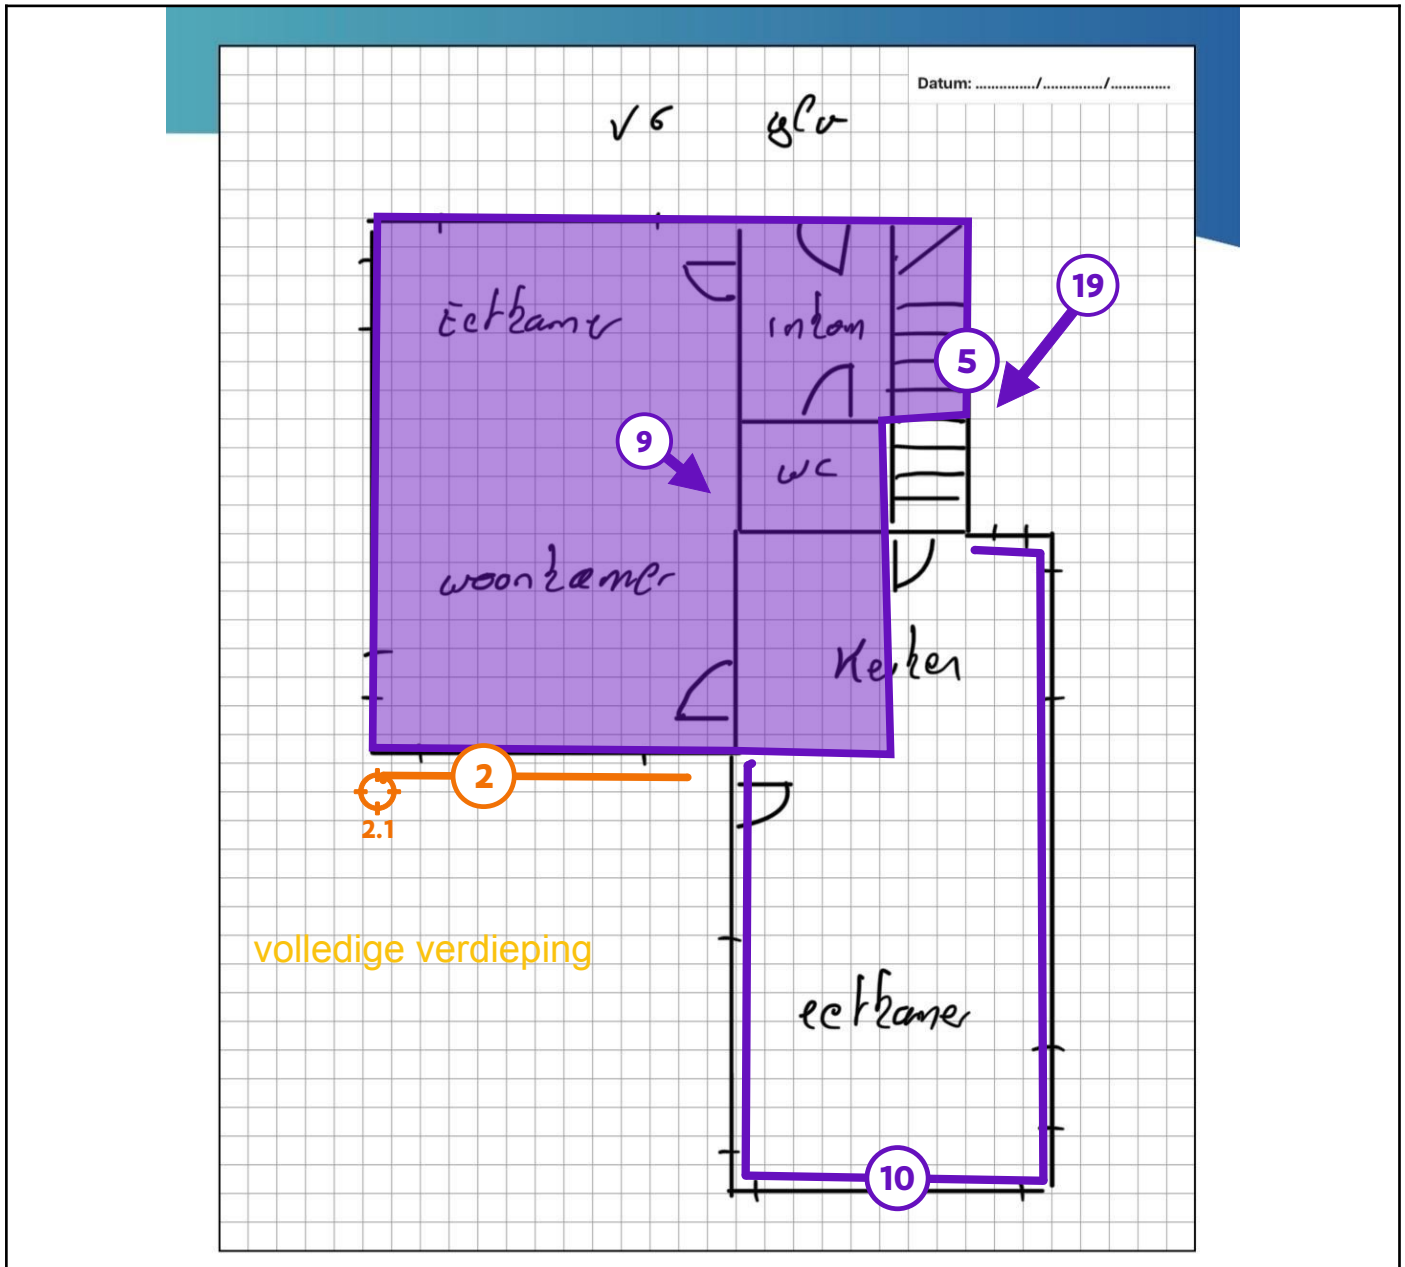 Datum: ............../.............../...............
V6 glv
Eetkamer
inkom
19
5
9
wc
woonkamer
Keuken
2
2.1
volledige verdieping
eetkamer
10